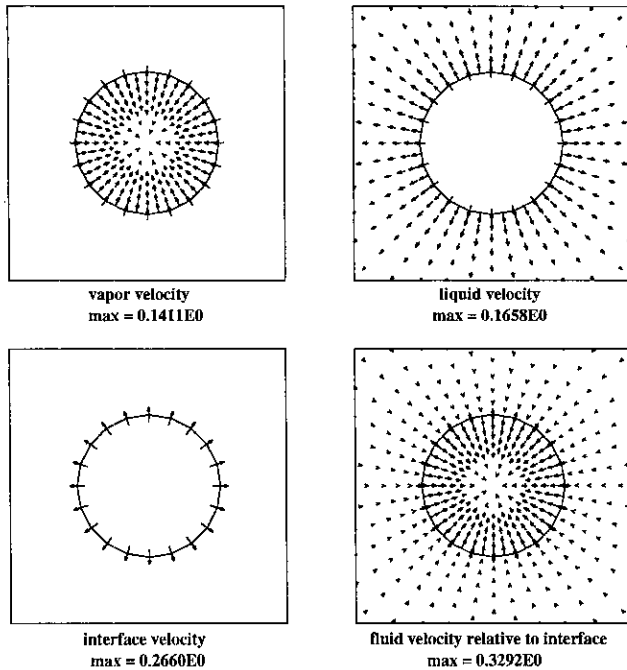 vapor velocity
max = 0.1411E0
liquid velocity
max = 0.1658E0
interface velocity
max = 0.2660E0
fluid velocity relative to interface
max = 0.3292E0